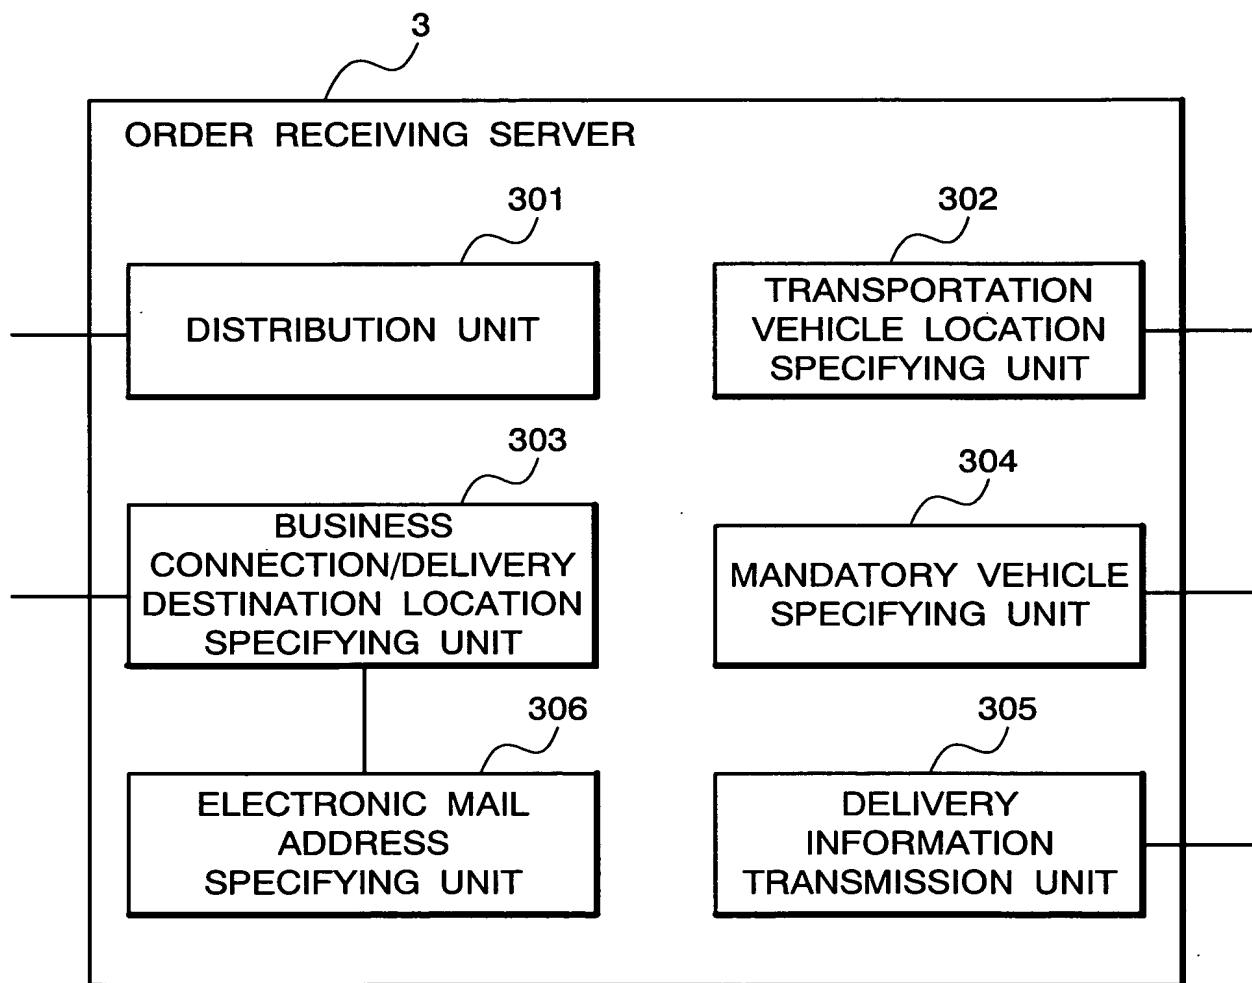 3
ORDER RECEIVING SERVER
301
DISTRIBUTION UNIT
302
TRANSPORTATION
VEHICLE LOCATION
SPECIFYING UNIT
303
BUSINESS
CONNECTION/DELIVERY
DESTINATION LOCATION
SPECIFYING UNIT
304
MANDATORY VEHICLE
SPECIFYING UNIT
306
ELECTRONIC MAIL
ADDRESS
SPECIFYING UNIT
305
DELIVERY
INFORMATION
TRANSMISSION UNIT